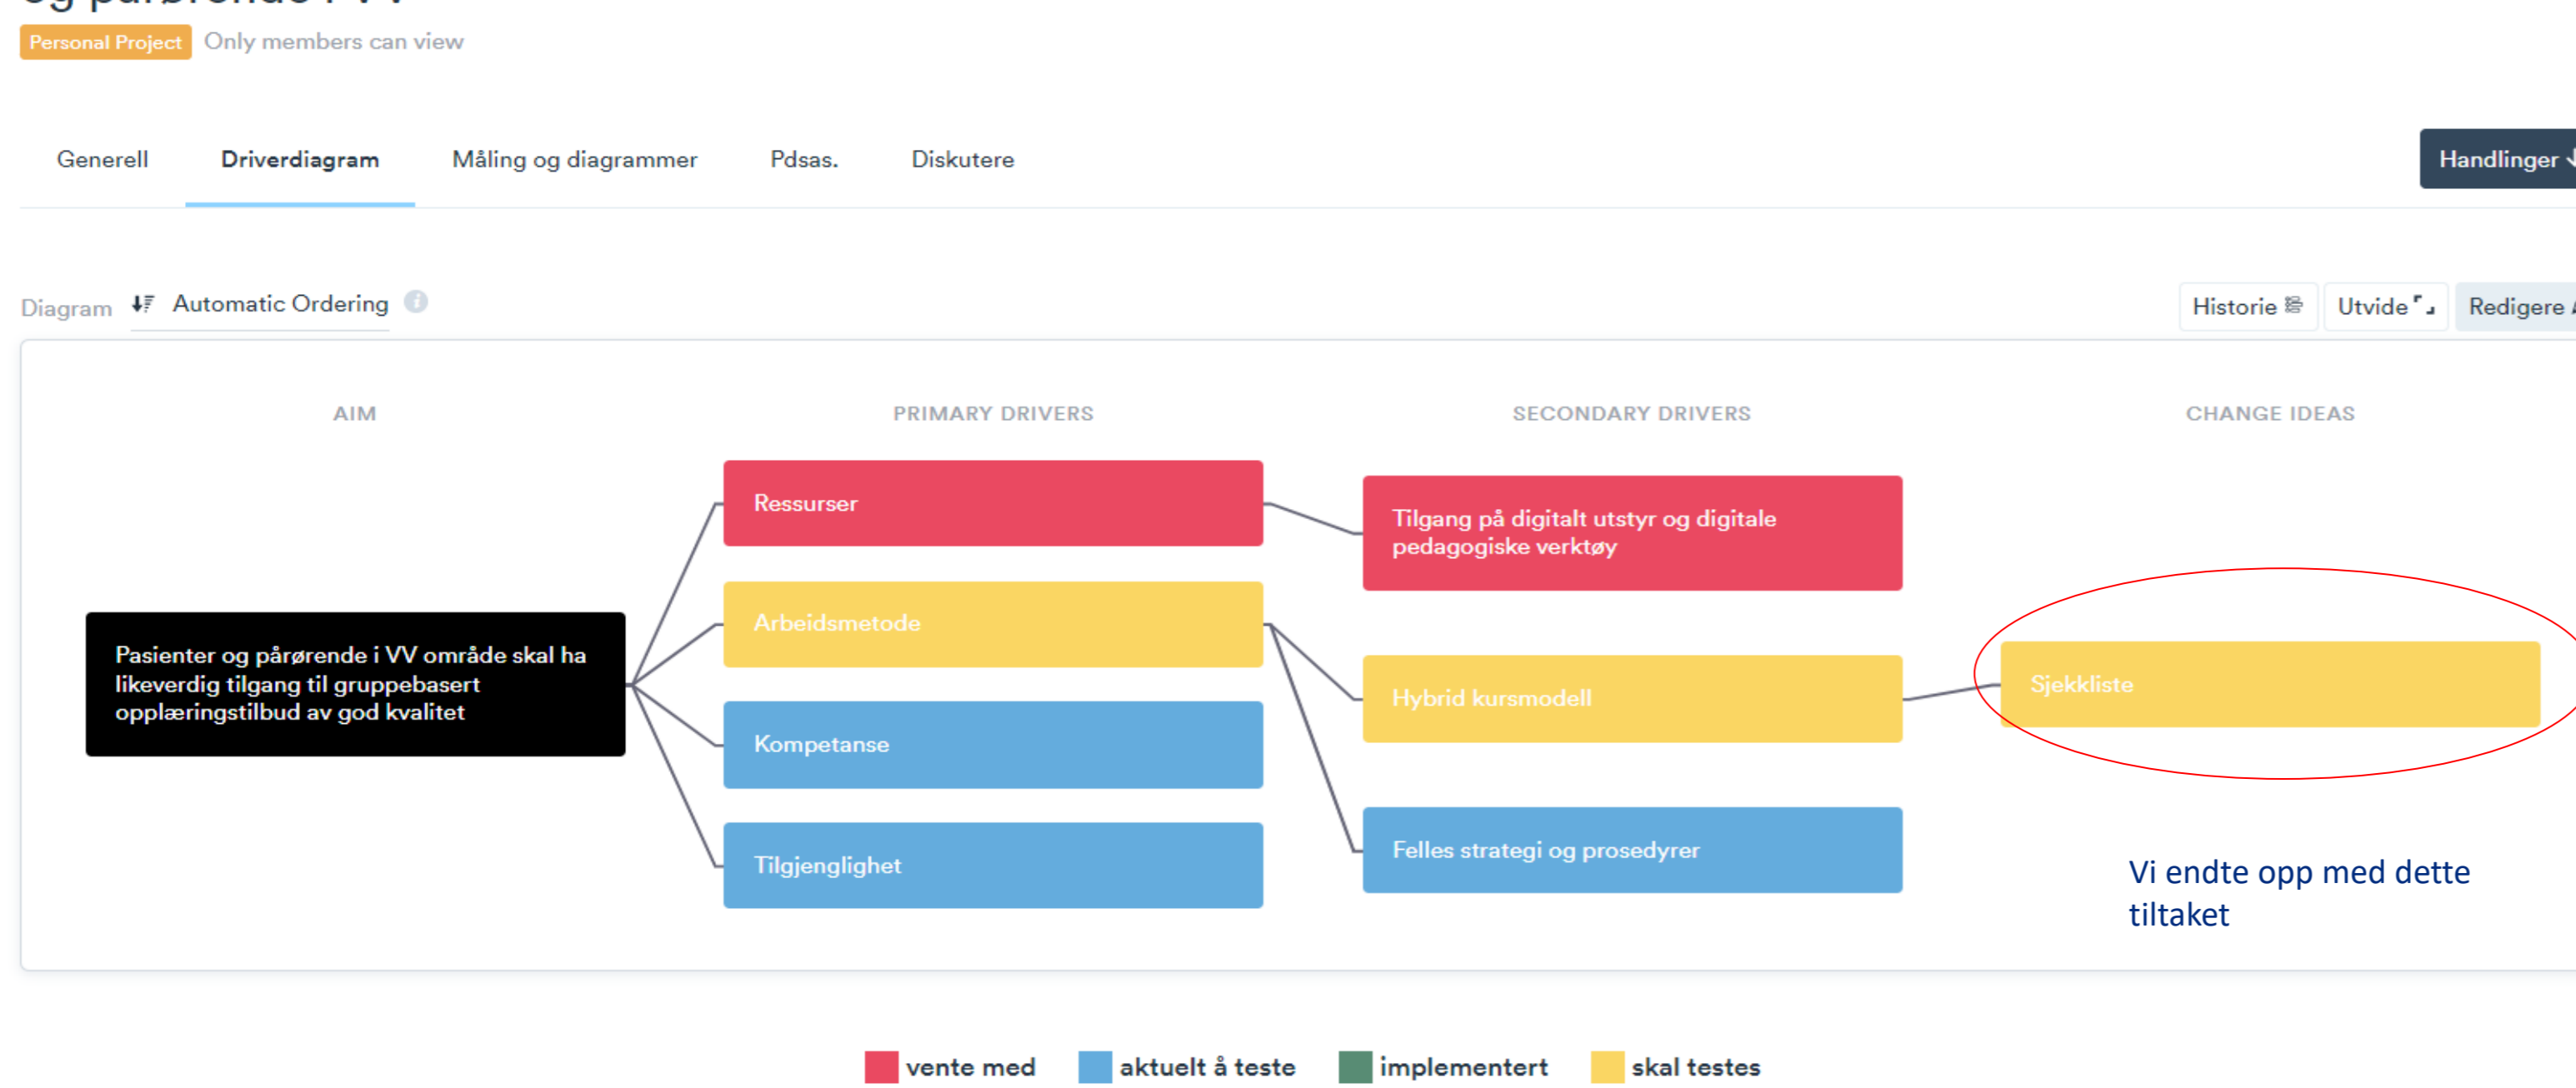 og pårørende i VV
Personal Project Only members can view
Generell Driverdiagram Måling og diagrammer Pdsas. Diskutere Handlinger
Diagram Automatic Ordering Historie Utvide Redigere
AIM PRIMARY DRIVERS SECONDARY DRIVERS CHANGE IDEAS
Ressurser
Tilgang på digitalt utstyr og digitale
pedagogiske verktøy
Arbeidsmetode
Pasienter og pårørende i VV område skal ha
likeverdig tilgang til gruppebasert
opplæringstilbud av god kvalitet
Hybrid kursmodell
Sjekkliste
Kompetanse
Tilgjenglighet
Felles strategi og prosedyrer
Vi endte opp med dette
tiltaket
vente med aktuelt å teste implementert skal testes